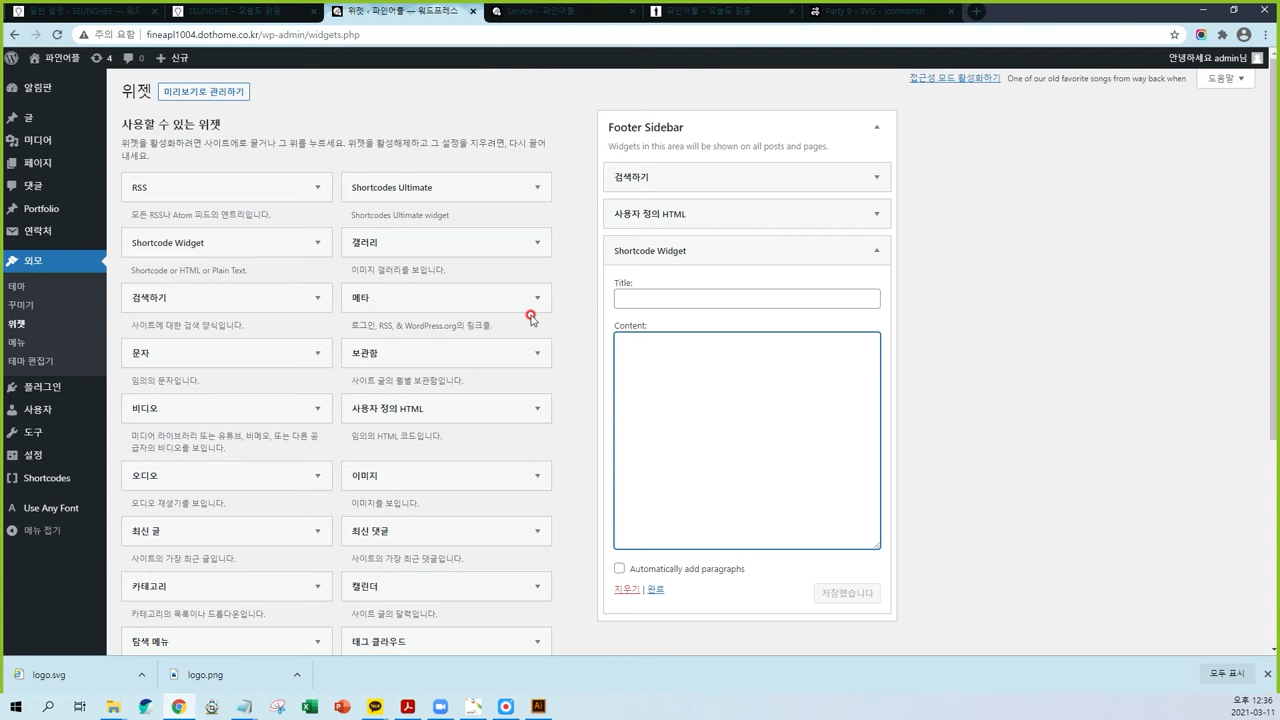 일반 설정 - SEUNGHEE — 워드
SEUNGHEE – 오늘도 맑음
위젯 ‹ 파인어플 — 워드프레스
Service – 파인어플
파인어플 – 오늘도 맑음
Party 9 – SVG – Iconmonstr
주의 요함
fineapl1004.dothome.co.kr/wp-admin/widgets.php
파인어플
4
신규
안녕하세요 admin님
알림판
글
미디어
페이지
댓글
Portfolio
연락처
외모
테마
꾸미기
위젯
메뉴
테마 편집기
플러그인
사용자
도구
설정
Shortcodes
Use Any Font
메뉴 접기
접근성 모드 활성화하기
One of our old favorite songs from way back when
도움말
위젯
미리보기로 관리하기
사용할 수 있는 위젯
위젯을 활성화하려면 사이트에로 끌거나 그 위를 누르세요. 위젯을 활성해제하고 그 설정을 지우려면, 다시 끌어
내세요.
RSS
Shortcodes Ultimate
모든 RSS나 Atom 피드의 엔트리입니다.
Shortcodes Ultimate widget
Shortcode Widget
갤러리
Shortcode or HTML or Plain Text.
이미지 갤러리를 보입니다.
검색하기
메타
사이트에 대한 검색 양식입니다.
로그인, RSS, & WordPress.org의 링크들.
문자
보관함
임의의 문자입니다.
사이트 글의 월별 보관함입니다.
비디오
사용자 정의 HTML
미디어 라이브러리 또는 유튜브, 비메오, 또는 다른 공
급자의 비디오를 보입니다.
임의의 HTML 코드입니다.
오디오
이미지
오디오 재생기를 보입니다.
이미지를 보입니다.
최신 글
최신 댓글
사이트의 가장 최근 글입니다.
사이트의 가장 최근 댓글입니다.
카테고리
캘린더
카테고리의 목록이나 드롭다운입니다.
사이트 글의 달력입니다.
탐색 메뉴
태그 클라우드
Footer Sidebar
Widgets in this area will be shown on all posts and pages.
검색하기
사용자 정의 HTML
Shortcode Widget
Title:
Content:
Automatically add paragraphs
지우기 | 완료
저장했습니다
logo.svg
logo.png
모두 표시
오후 12:36
2021-03-11